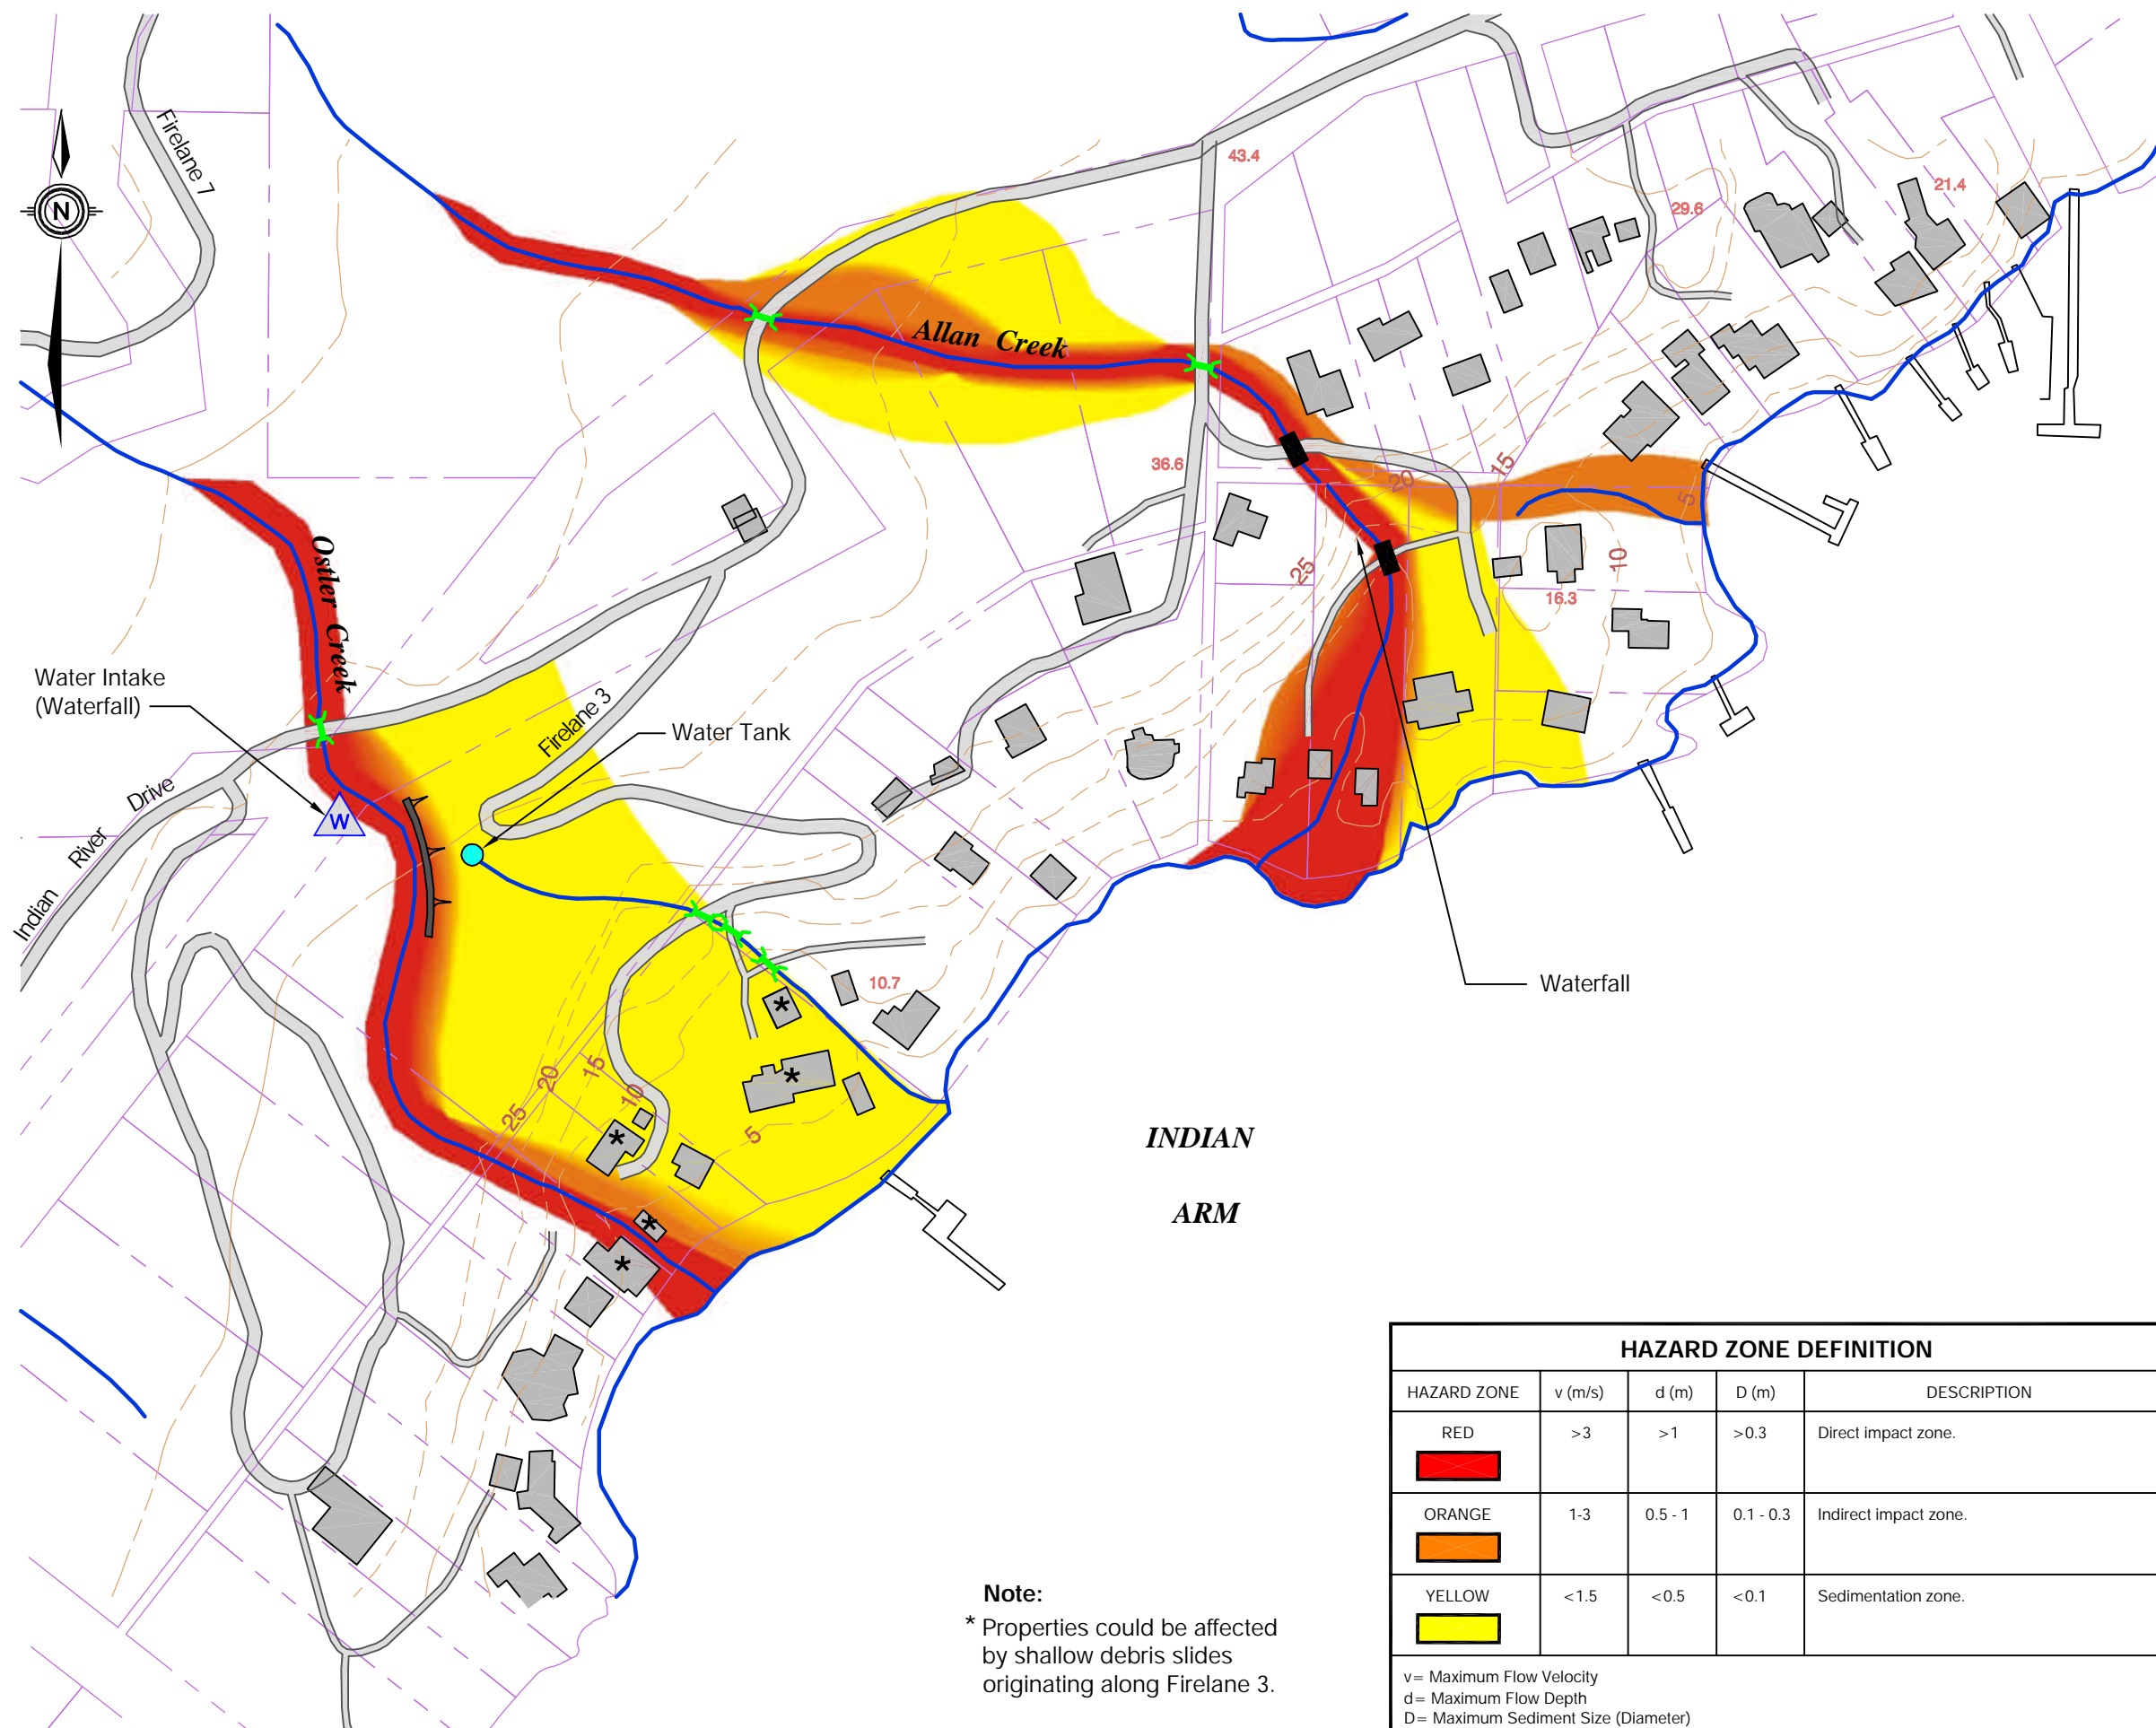 Firelane 7
N
43.4
21.4
29.6
Allan Creek
36.6
20
15
5
25
10
16.3
Ostler Creek
Water Intake
(Waterfall)
Firelane 3
Water Tank
W
Indian River Drive
10.7
Waterfall
25
20
15
10
5
*
*
*
*
*
INDIAN
ARM
Note:
* Properties could be affected
by shallow debris slides
originating along Firelane 3.
HAZARD ZONE DEFINITION
HAZARD ZONE v (m/s) d (m) D (m) DESCRIPTION
RED >3 >1 >0.3 Direct impact zone.
ORANGE 1-3 0.5 - 1 0.1 - 0.3 Indirect impact zone.
YELLOW <1.5 <0.5 <0.1 Sedimentation zone.
v= Maximum Flow Velocity
d= Maximum Flow Depth
D= Maximum Sediment Size (Diameter)